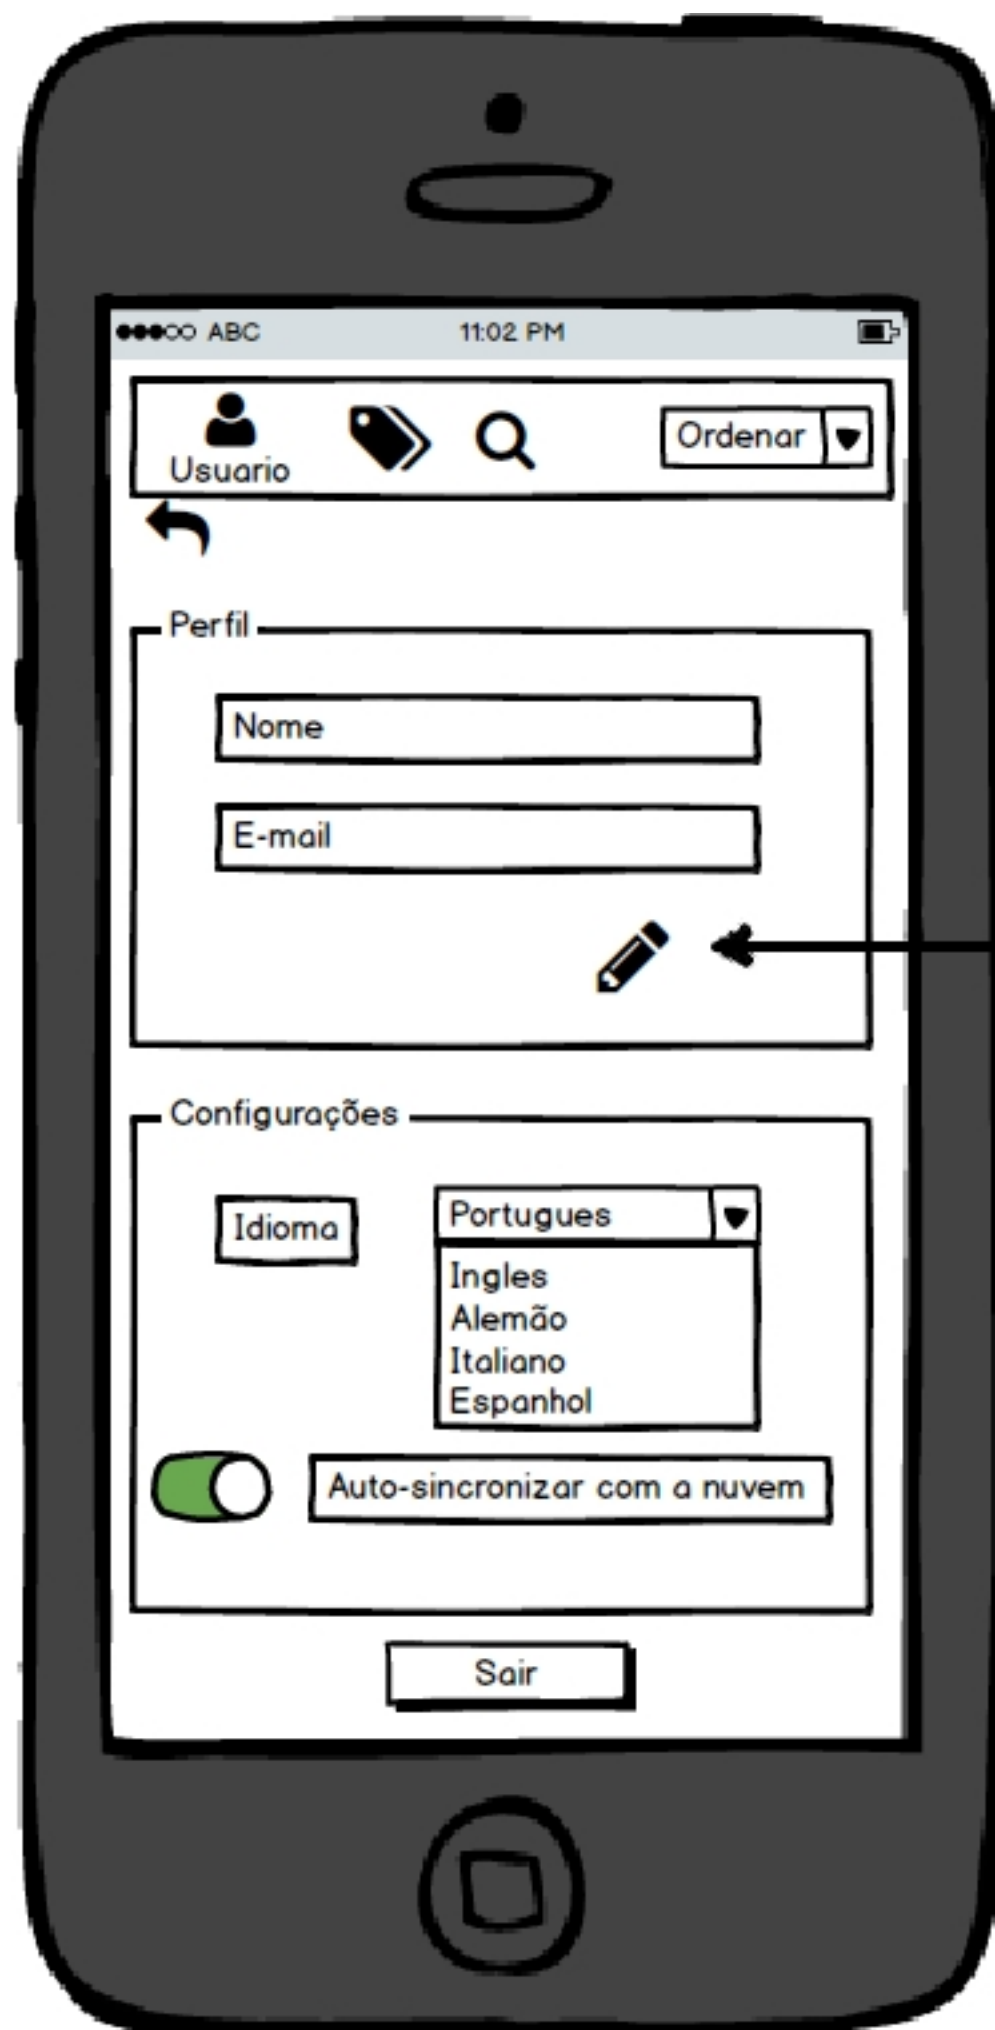 ABC 11:02 PM
Usuario Ordenar
Perfil
Nome
E-mail
Configurações
Idioma Portugues
Ingles
Alemão
Italiano
Espanhol
Auto-sincronizar com a nuvem
Sair